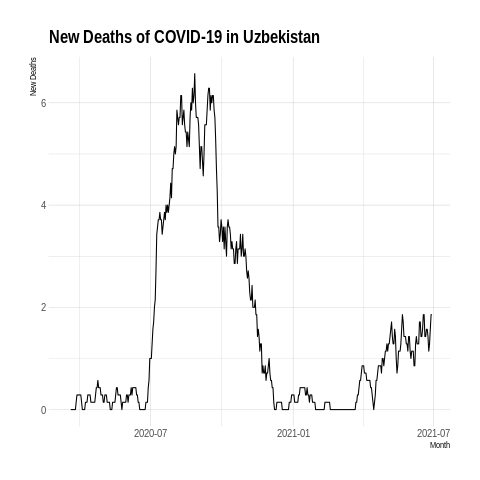 New Deaths of COVID-19 in Uzbekistan
New Deaths
6
4
2
0
2020-07
2021-01
2021-07
Month